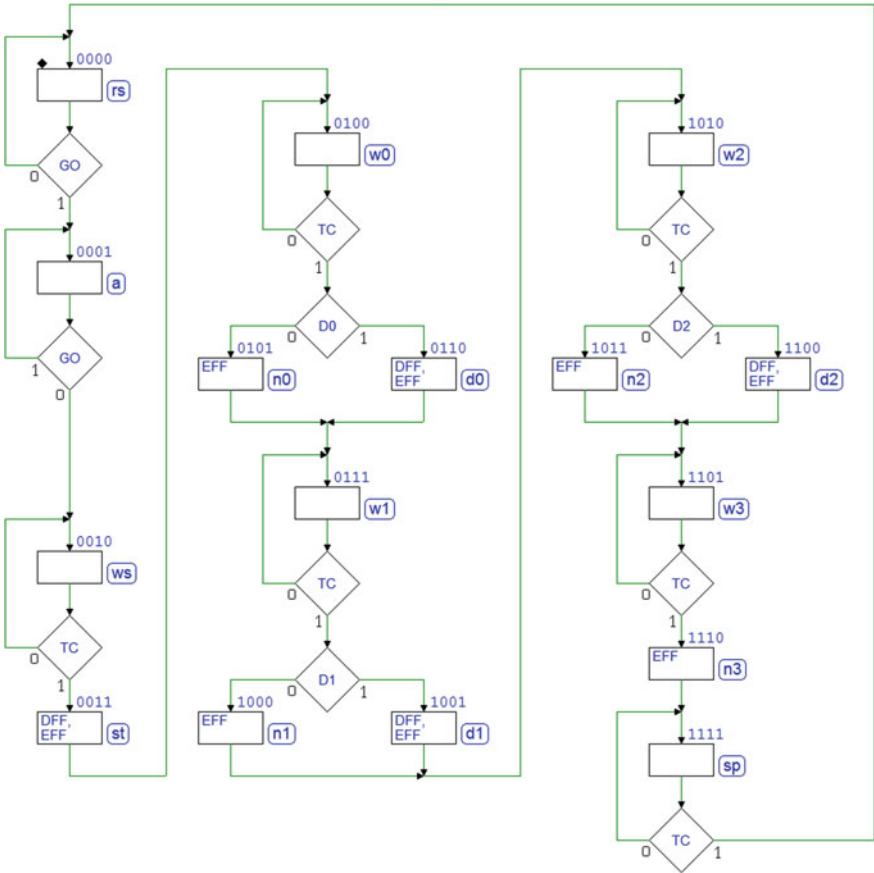 0000
rs
GO
0
1
0001
a
GO
1
0
0010
ws
TC
0
1
0011
DFF,
EFF
st
0100
w0
TC
0
1
D0
0
1
0101
EFF
n0
0110
DFF,
EFF
d0
0111
w1
TC
0
1
D1
0
1
1000
EFF
n1
1001
DFF,
EFF
d1
1010
w2
TC
0
1
D2
0
1
1011
EFF
n2
1100
DFF,
EFF
d2
1101
w3
TC
0
1
1110
EFF
n3
1111
sp
TC
0
1